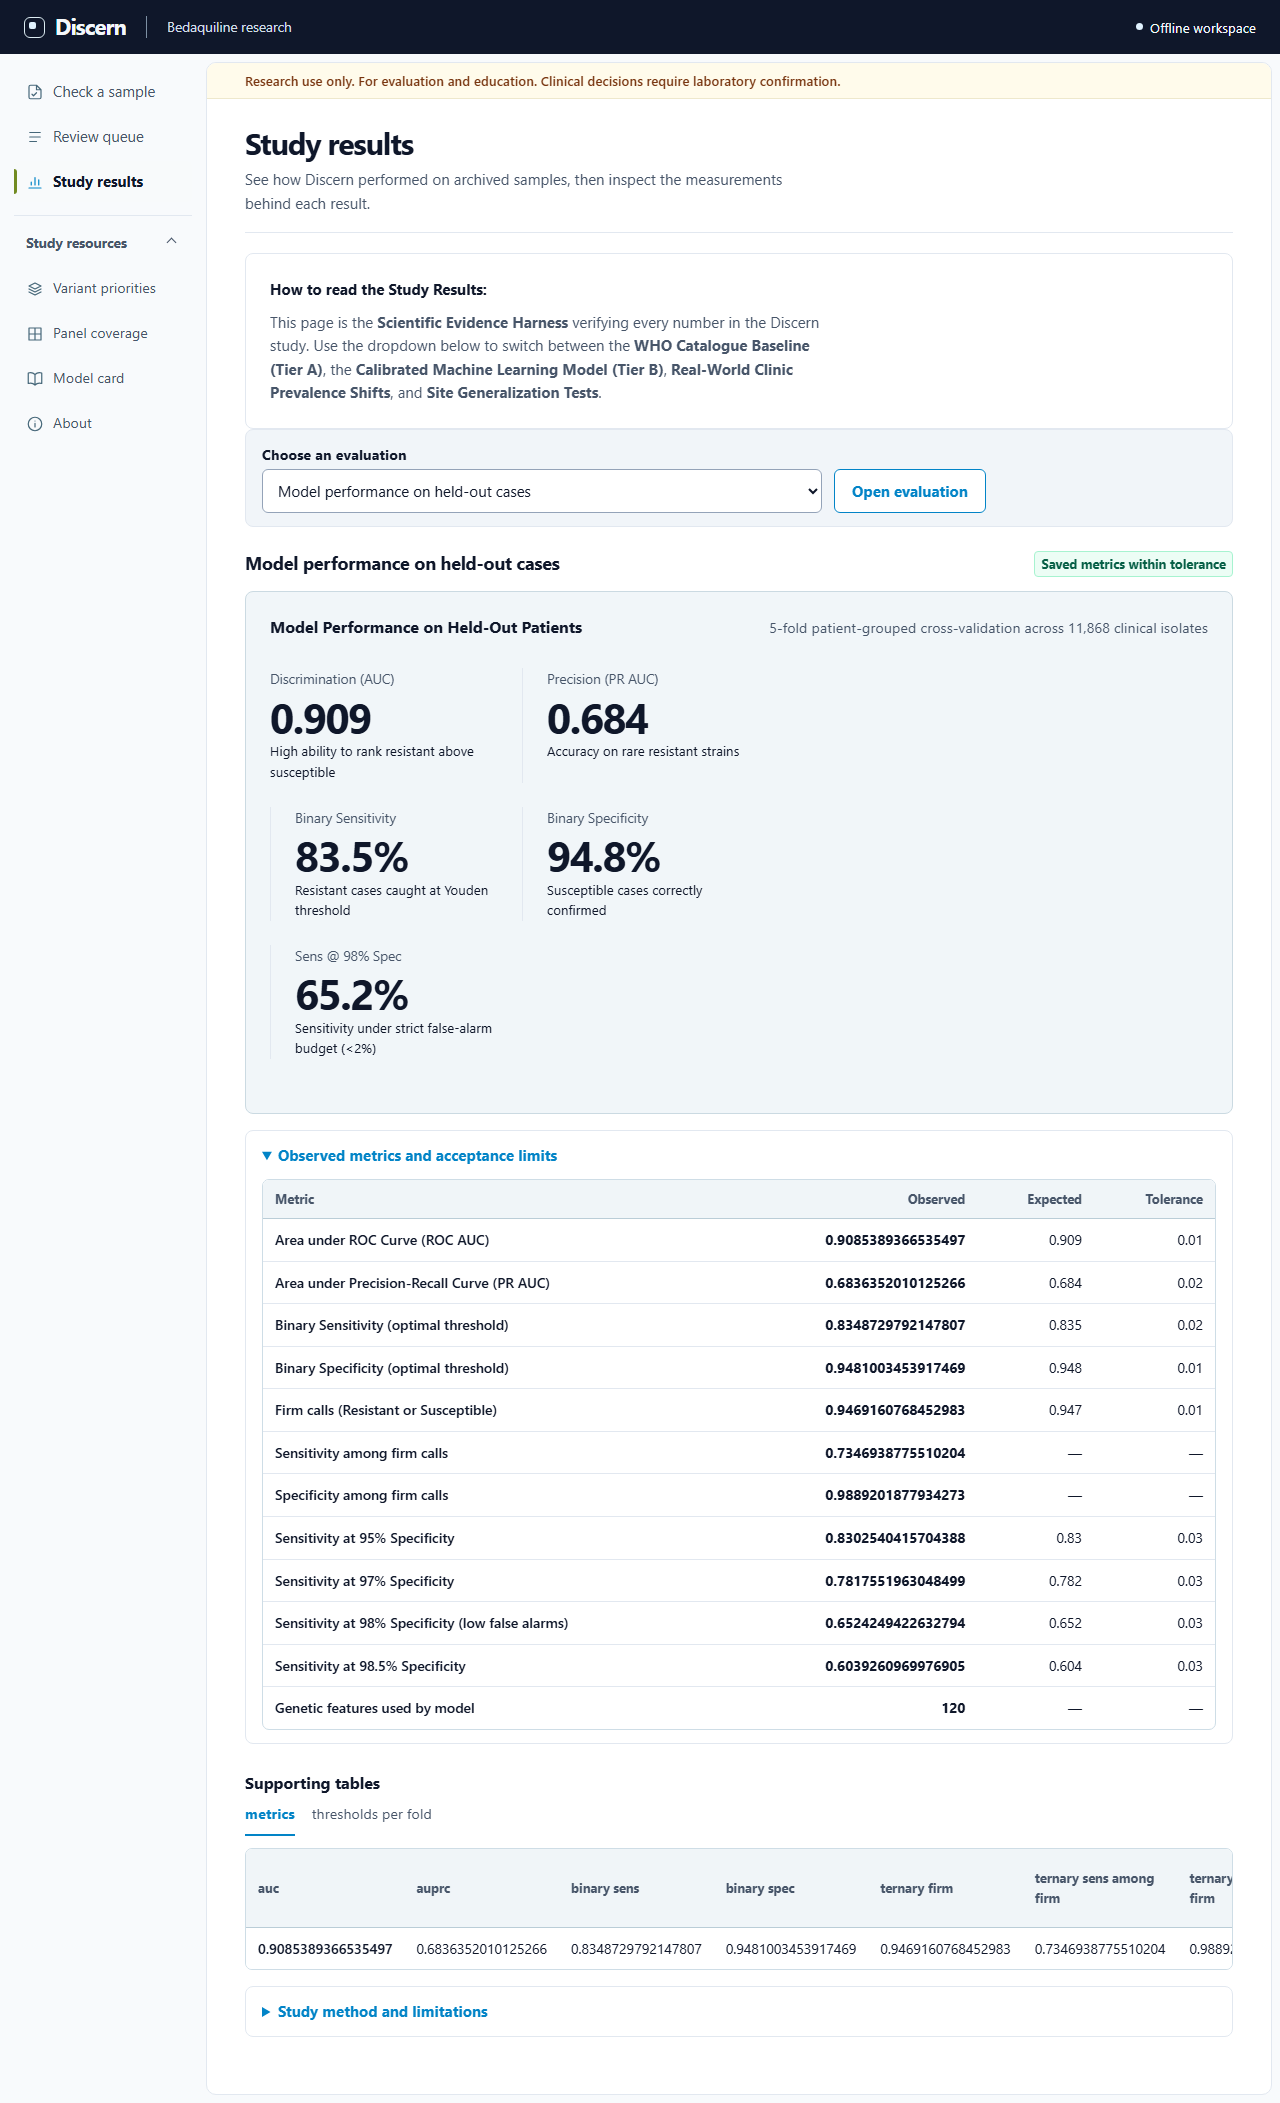 Discern
Bedaquiline research
Offline workspace
Check a sample
Review queue
Study results
Study resources
Variant priorities
Panel coverage
Model card
About
Research use only. For evaluation and education. Clinical decisions require laboratory confirmation.
Study results
See how Discern performed on archived samples, then inspect the measurements
behind each result.
How to read the Study Results:
This page is the Scientific Evidence Harness verifying every number in the Discern
study. Use the dropdown below to switch between the WHO Catalogue Baseline
(Tier A), the Calibrated Machine Learning Model (Tier B), Real-World Clinic
Prevalence Shifts, and Site Generalization Tests.
Choose an evaluation
Model performance on held-out cases
Open evaluation
Model performance on held-out cases
Saved metrics within tolerance
Model Performance on Held-Out Patients
5-fold patient-grouped cross-validation across 11,868 clinical isolates
Discrimination (AUC)
0.909
High ability to rank resistant above
susceptible
Precision (PR AUC)
0.684
Accuracy on rare resistant strains
Binary Sensitivity
83.5%
Resistant cases caught at Youden
threshold
Binary Specificity
94.8%
Susceptible cases correctly
confirmed
Sens @ 98% Spec
65.2%
Sensitivity under strict false-alarm
budget (<2%)
Observed metrics and acceptance limits
Metric Observed Expected Tolerance
Area under ROC Curve (ROC AUC) 0.9085389366535497 0.909 0.01
Area under Precision-Recall Curve (PR AUC) 0.6836352010125266 0.684 0.02
Binary Sensitivity (optimal threshold) 0.8348729792147807 0.835 0.02
Binary Specificity (optimal threshold) 0.9481003453917469 0.948 0.01
Firm calls (Resistant or Susceptible) 0.9469160768452983 0.947 0.01
Sensitivity among firm calls 0.7346938775510204 — —
Specificity among firm calls 0.9889201877934273 — —
Sensitivity at 95% Specificity 0.8302540415704388 0.83 0.03
Sensitivity at 97% Specificity 0.7817551963048499 0.782 0.03
Sensitivity at 98% Specificity (low false alarms) 0.6524249422632794 0.652 0.03
Sensitivity at 98.5% Specificity 0.6039260969976905 0.604 0.03
Genetic features used by model 120 — —
Supporting tables
metrics thresholds per fold
auc auprc binary sens binary spec ternary firm ternary sens among firm ternary firm
0.9085389366535497 0.6836352010125266 0.8348729792147807 0.9481003453917469 0.9469160768452983 0.7346938775510204 0.9889
Study method and limitations